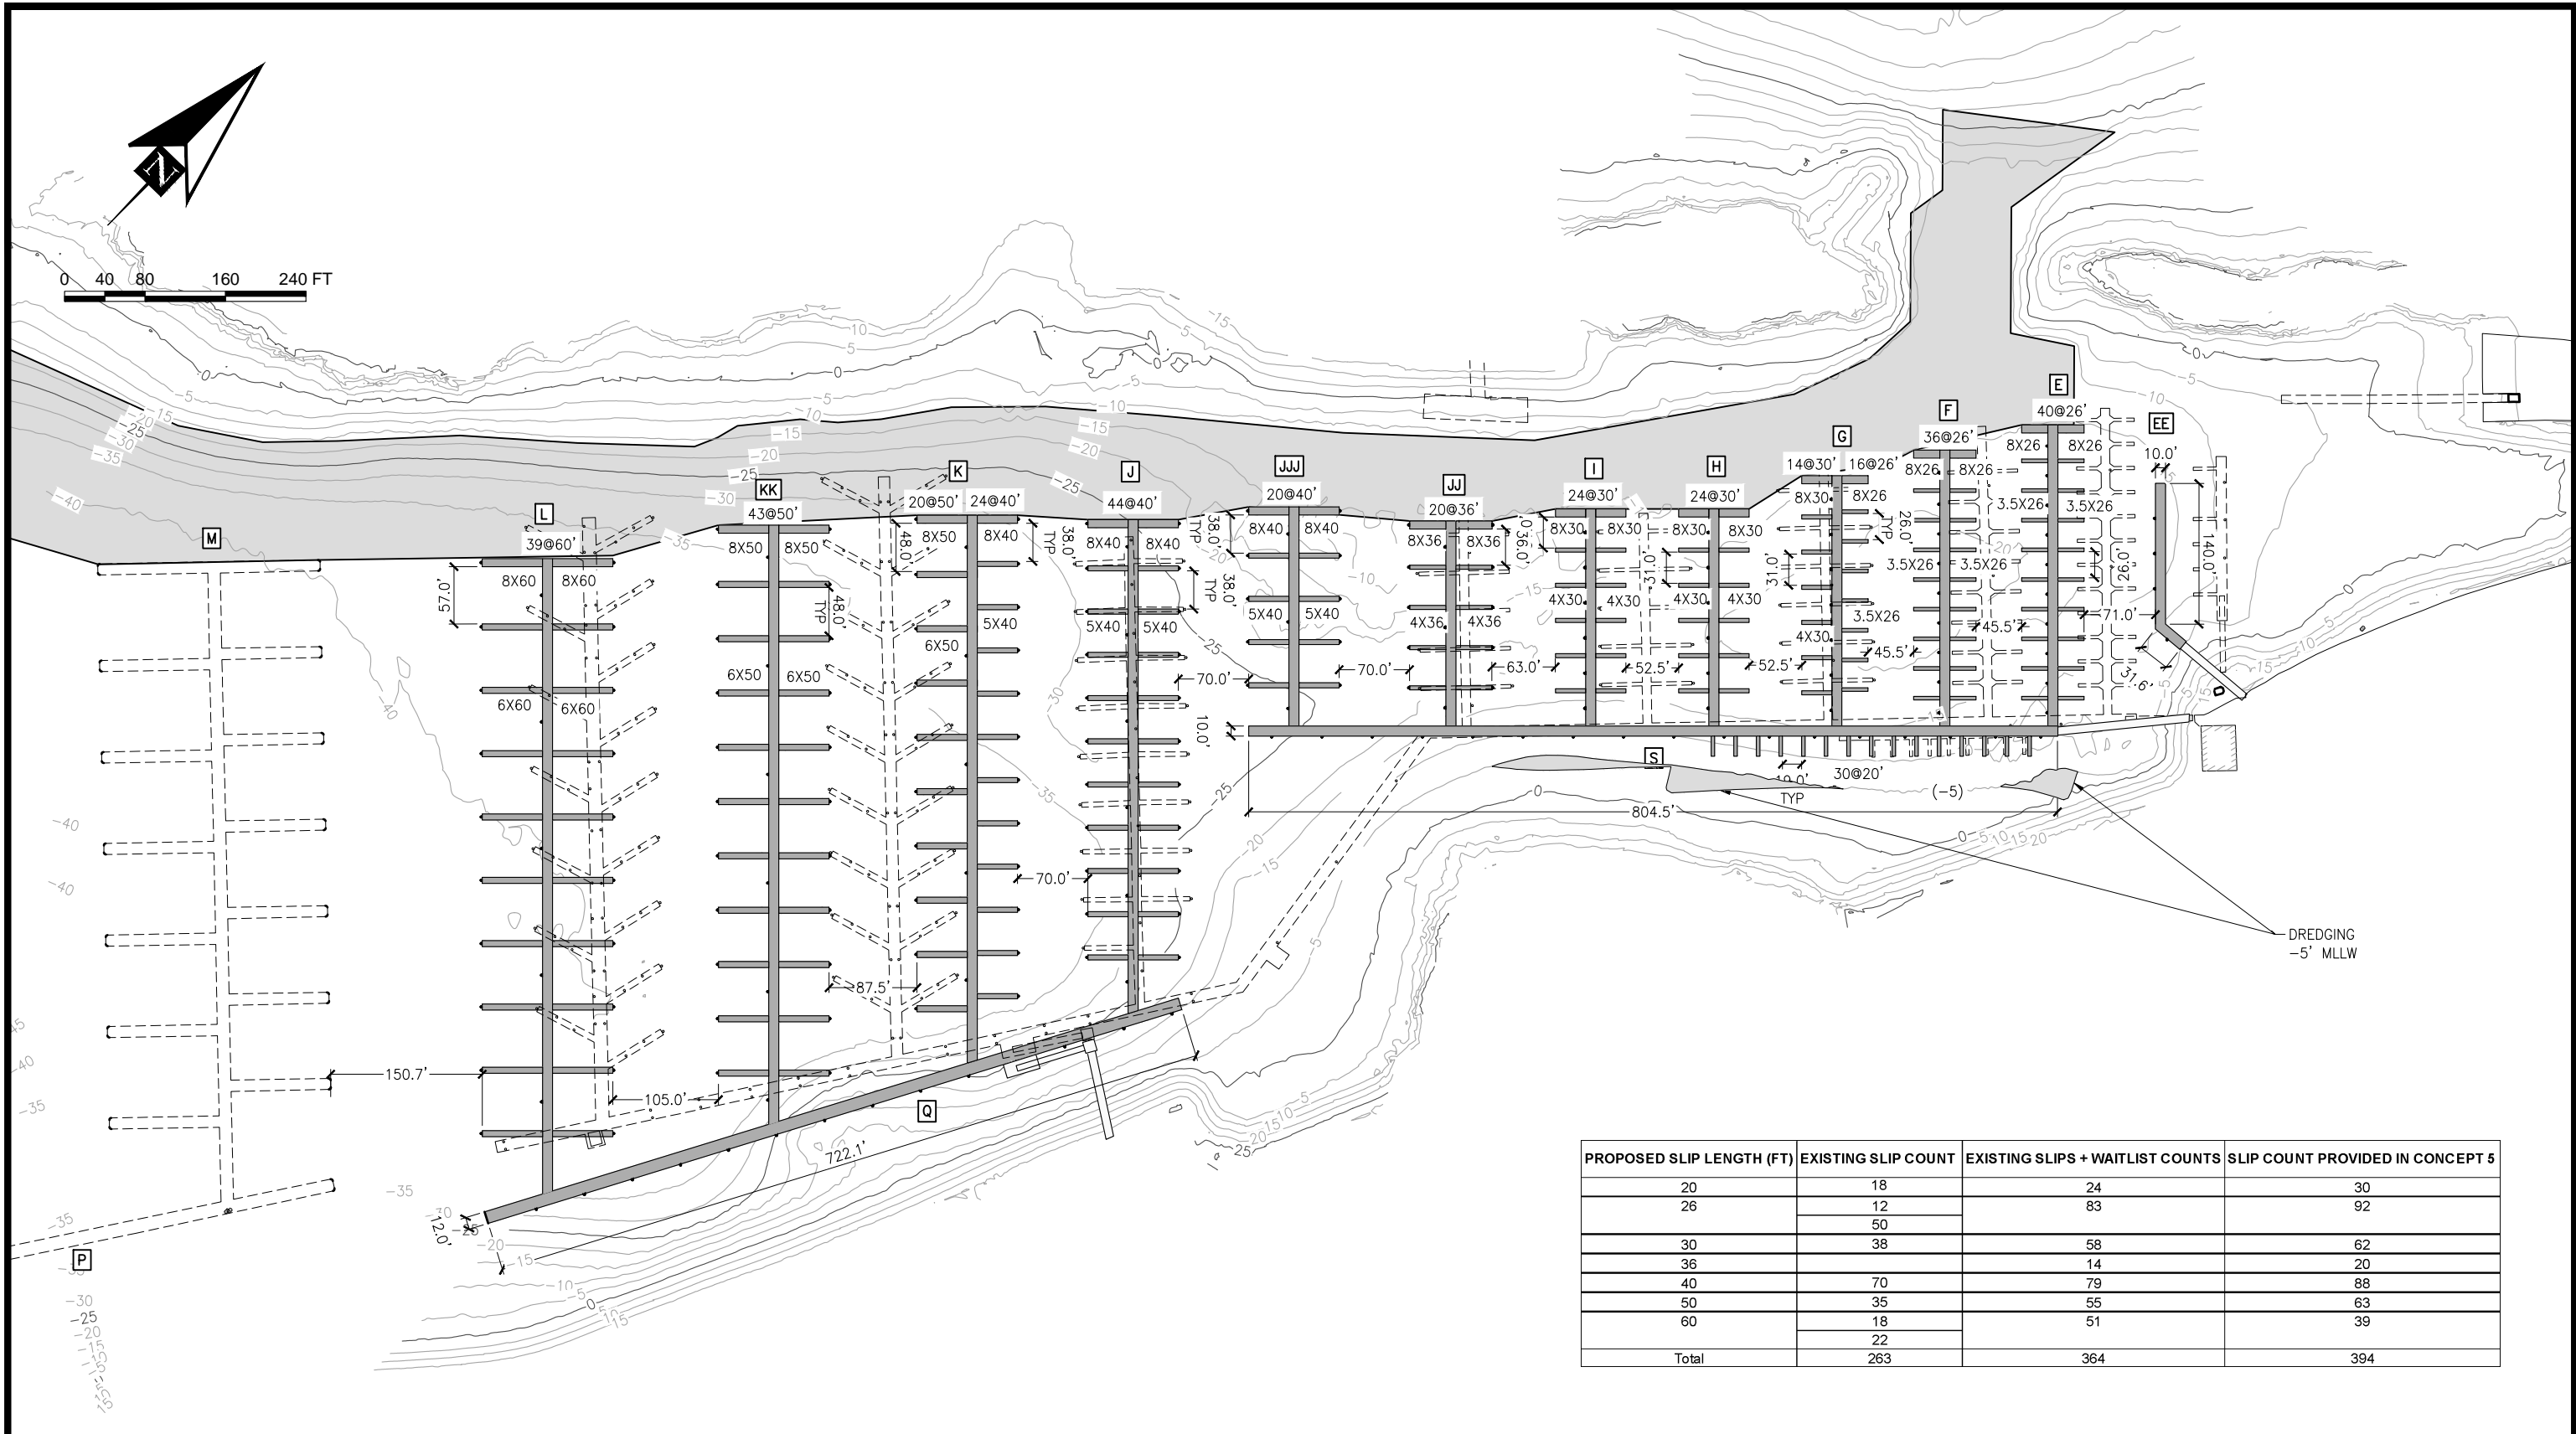 N
0 40 80 160 240 FT
M
L
39@60'
8X60 8X60
57.0'
6X60 6X60
KK
43@50'
8X50 8X50
48.0'
TYP
6X50 6X50
K
20@50' 24@40'
8X50 8X40
48.0'
38.0'
TYP
5X40
6X50
J
44@40'
8X40 8X40
38.0'
TYP
5X40 5X40
JJJ
20@40'
8X40 8X40
38.0'
TYP
5X40 5X40
JJ
20@36'
8X36 8X36
36.0'
4X36 4X36
I
24@30'
8X30 8X30
4X30 4X30
H
24@30'
8X30 8X30
31.0'
4X30 4X30
G
14@30' 16@26'
8X30 8X26
26.0'
TYP
31.0'
3.5X26
4X30
F
36@26'
8X26 8X26
3.5X26 3.5X26
E
40@26'
8X26 8X26
3.5X26 3.5X26
26.0'
EE
10.0'
140.0'
31.6'
71.0'
45.5'
45.5'
52.5'
52.5'
63.0'
70.0'
70.0'
70.0'
87.5'
105.0'
150.7'
10.0'
S
19.0'
TYP
30@20'
(-5)
804.5'
DREDGING
-5' MLLW
Q
722.1'
12.0'
P
PROPOSED SLIP LENGTH (FT) EXISTING SLIP COUNT EXISTING SLIPS + WAITLIST COUNTS SLIP COUNT PROVIDED IN CONCEPT 5
20 18 24 30
26 12 83 92
50
30 38 58 62
36 14 20
40 70 79 88
50 35 55 63
60 18 51 39
22
Total 263 364 394